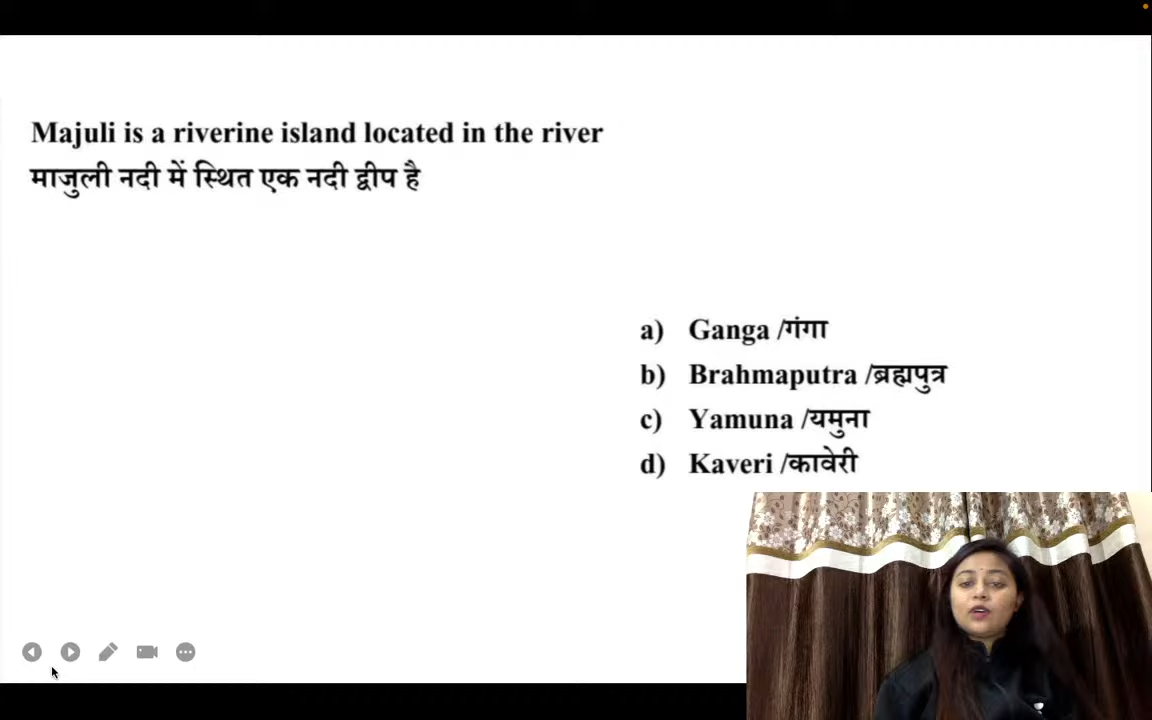 Majuli is a riverine island located in the river
माजुली नदी में स्थित एक नदी द्वीप है
a) Ganga /गंगा
b) Brahmaputra /ब्रह्मपुत्र
c) Yamuna /यमुना
d) Kaveri /कावेरी